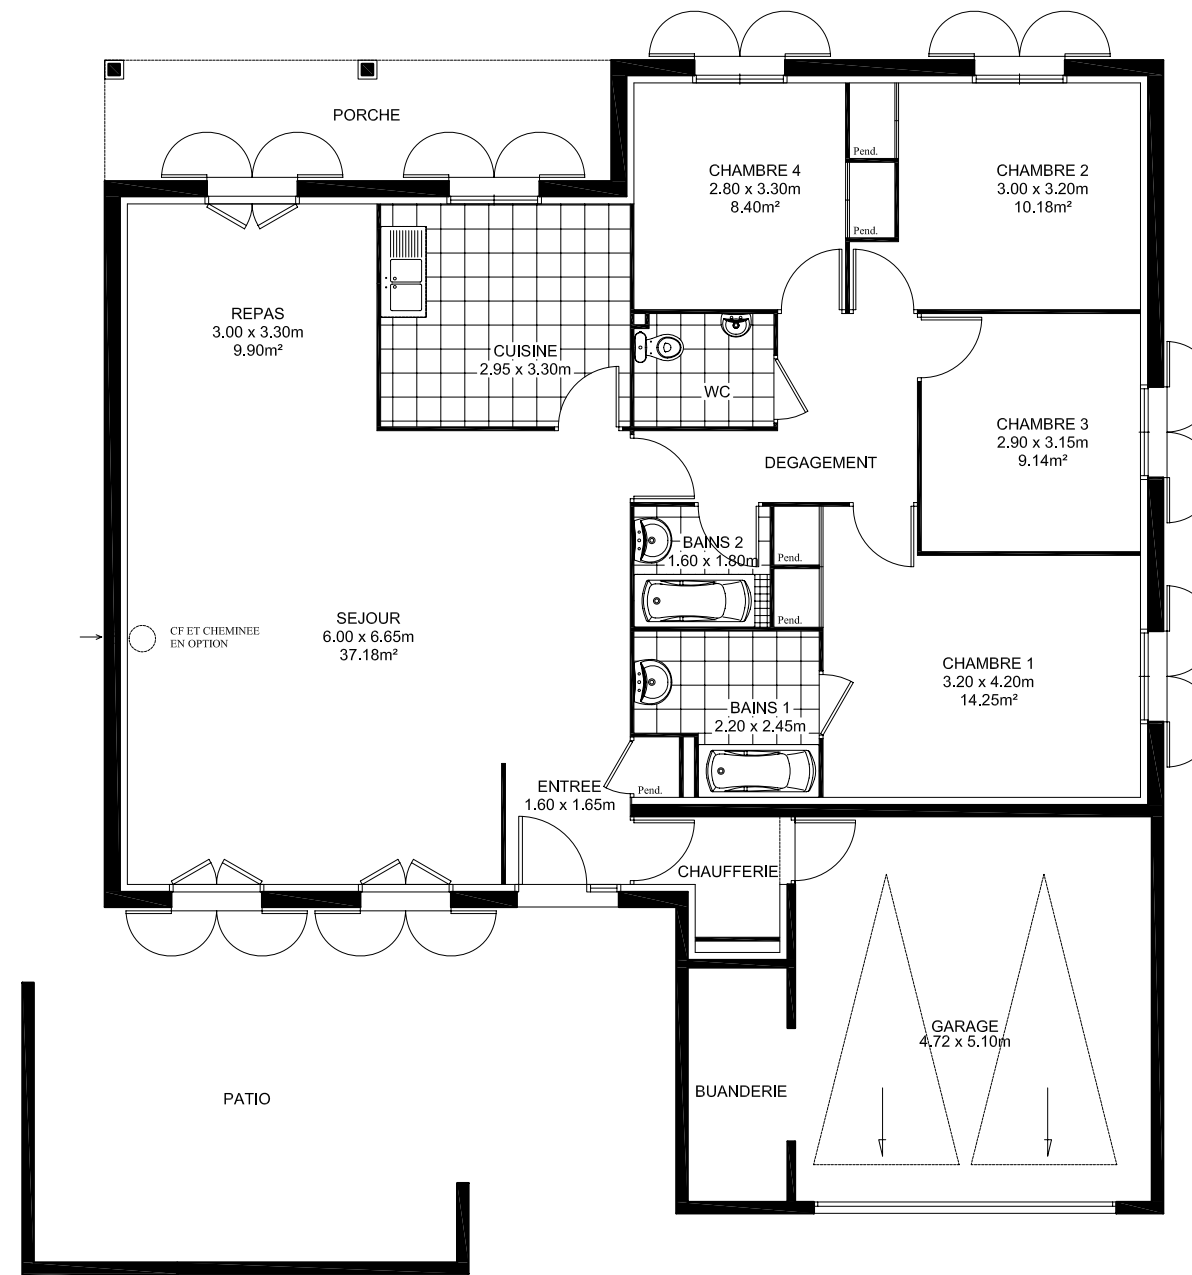 PORCHE
CHAMBRE 4
2.80 x 3.30m
8.40m²
Pend.
Pend.
CHAMBRE 2
3.00 x 3.20m
10.18m²
REPAS
3.00 x 3.30m
9.90m²
CUISINE
2.95 x 3.30m
WC
CHAMBRE 3
2.90 x 3.15m
9.14m²
DEGAGEMENT
BAINS 2
1.60 x 1.80m
Pend.
Pend.
CF ET CHEMINEE
EN OPTION
SEJOUR
6.00 x 6.65m
37.18m²
CHAMBRE 1
3.20 x 4.20m
14.25m²
BAINS 1
2.20 x 2.45m
ENTREE
1.60 x 1.65m
Pend.
CHAUFFERIE
GARAGE
4.72 x 5.10m
BUANDERIE
PATIO